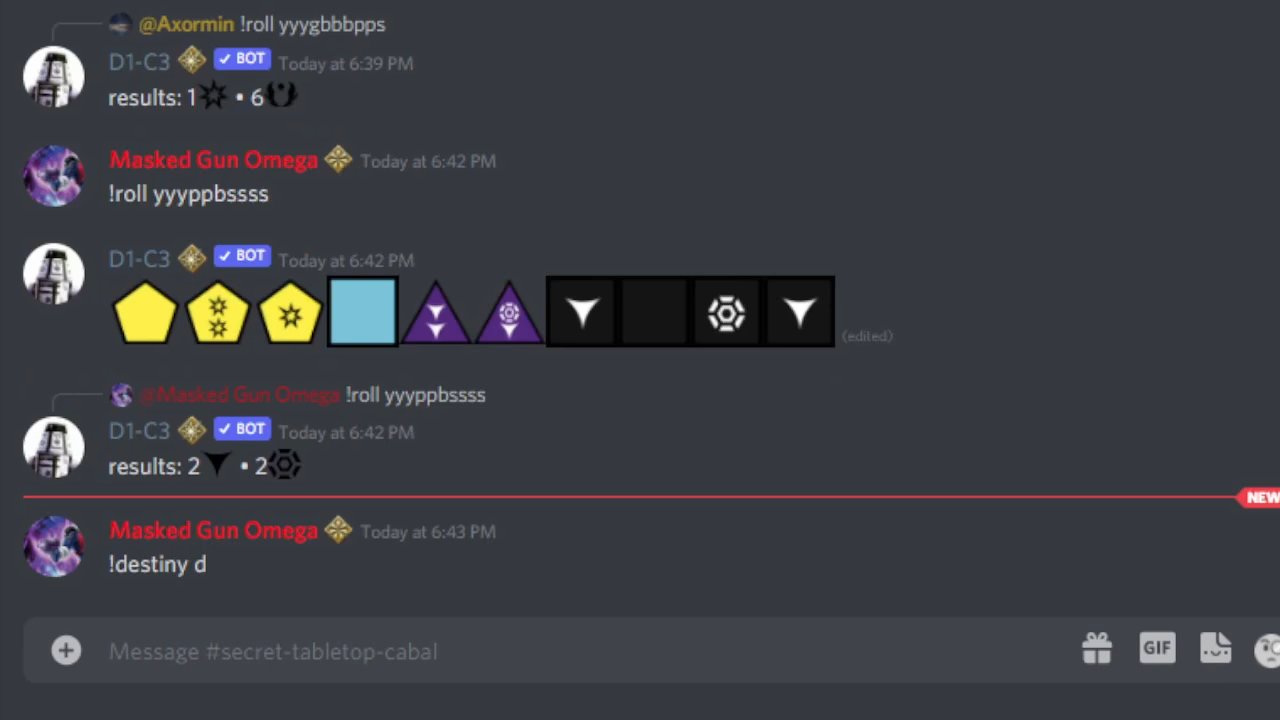 @Axormin !roll yyygbbbpps
D1-C3 ✓ BOT Today at 6:39 PM
results: 1 • 6
Masked Gun Omega Today at 6:42 PM
!roll yyyppbssss
D1-C3 ✓ BOT Today at 6:42 PM
(edited)
@Masked Gun Omega !roll yyyppbssss
D1-C3 ✓ BOT Today at 6:42 PM
results: 2 • 2
NEW
Masked Gun Omega Today at 6:43 PM
!destiny d
Message #secret-tabletop-cabal
GIF